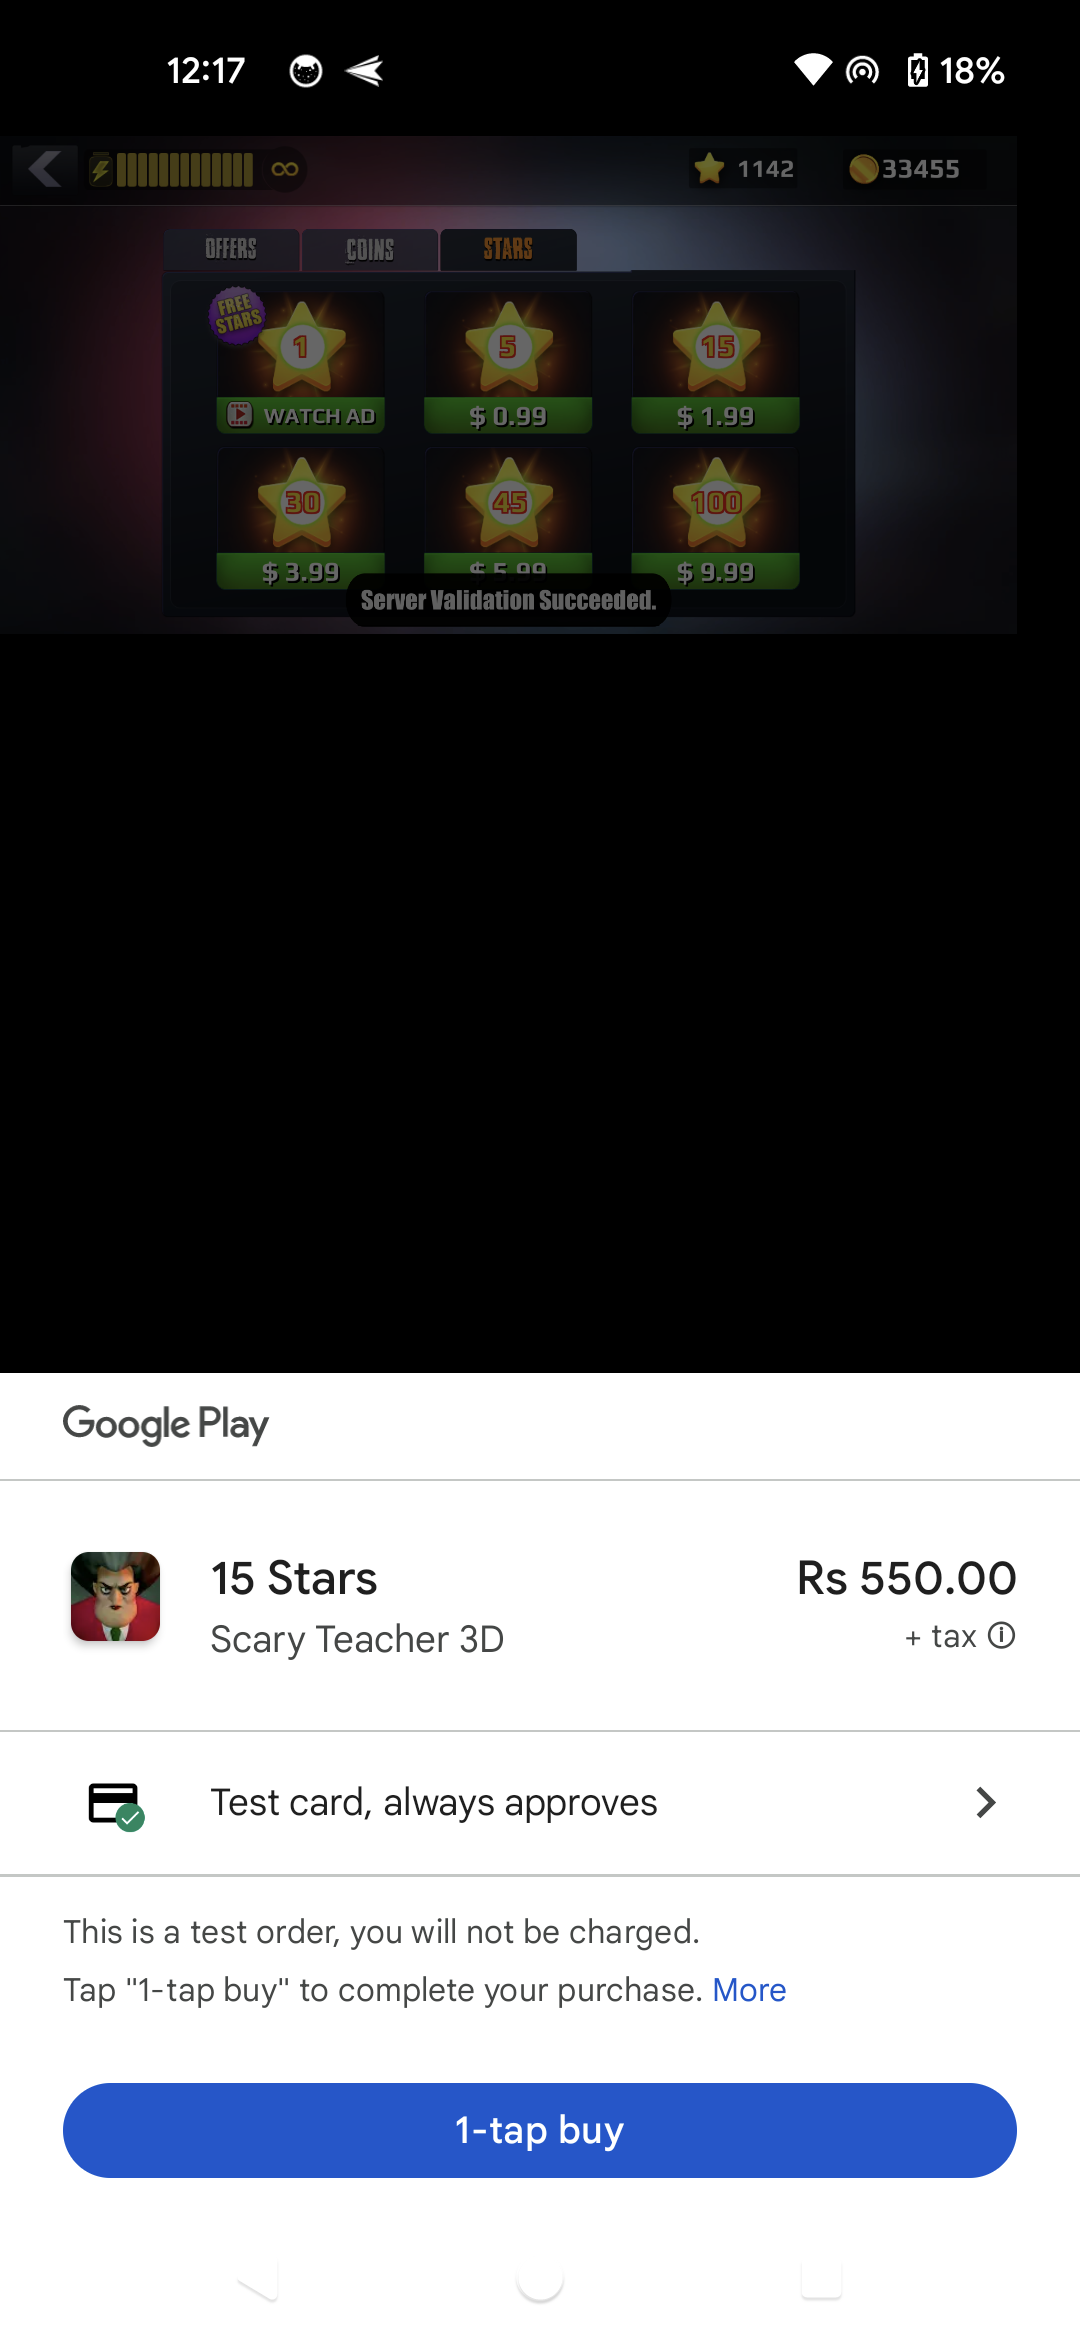 12:17
18%
∞
1142
33455
OFFERS
COINS
STARS
FREE
STARS
1
5
15
WATCH AD
$ 0.99
$ 1.99
30
45
100
$ 3.99
$ 5.99
$ 9.99
Server Validation Succeeded.
Google Play
15 Stars
Rs 550.00
Scary Teacher 3D
+ tax
Test card, always approves
This is a test order, you will not be charged.
Tap "1-tap buy" to complete your purchase. More
1-tap buy